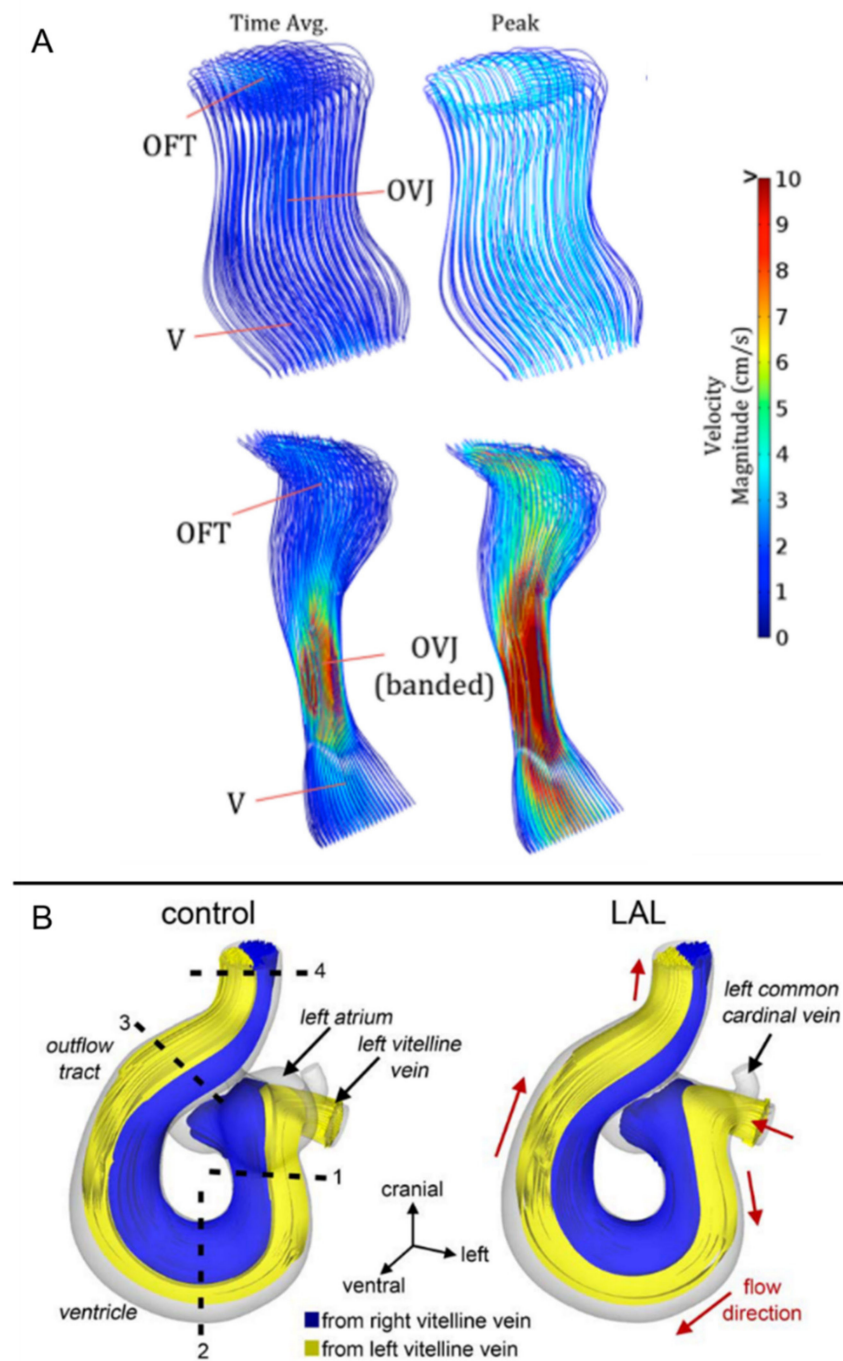 A
Time Avg.
Peak
OFT
OVJ
V
> 10
9
8
7
6
5
4
3
2
1
0
Velocity
Magnitude (cm/s)
OFT
OVJ
(banded)
V
B
control
LAL
4
3
outflow
tract
left atrium
left vitelline
vein
left common
cardinal vein
1
cranial
left
ventral
ventricle
2
flow
direction
from right vitelline vein
from left vitelline vein